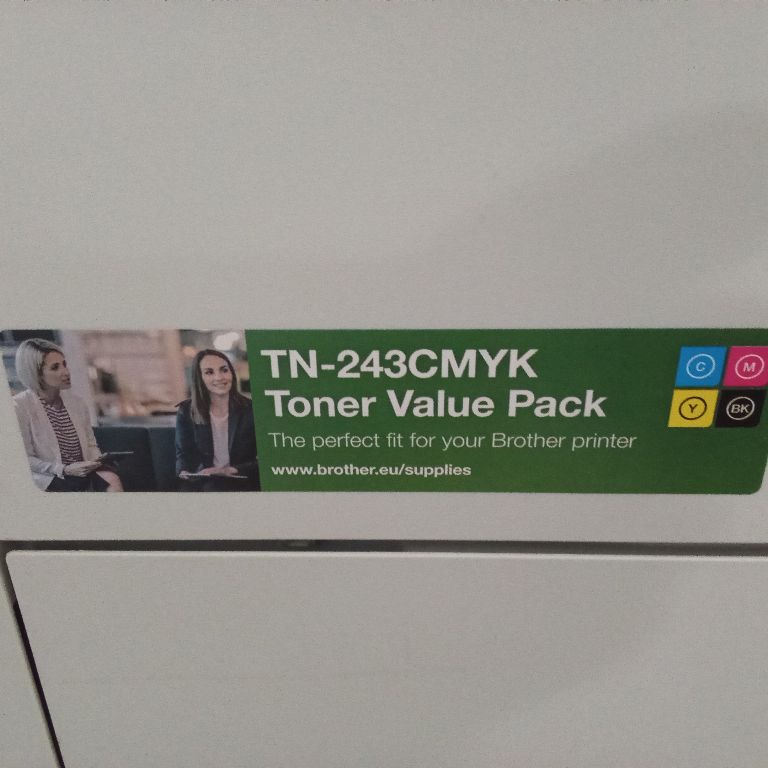 TN-243CMYK
Toner Value Pack
The perfect fit for your Brother printer
www.brother.eu/supplies
C
M
Y
BK